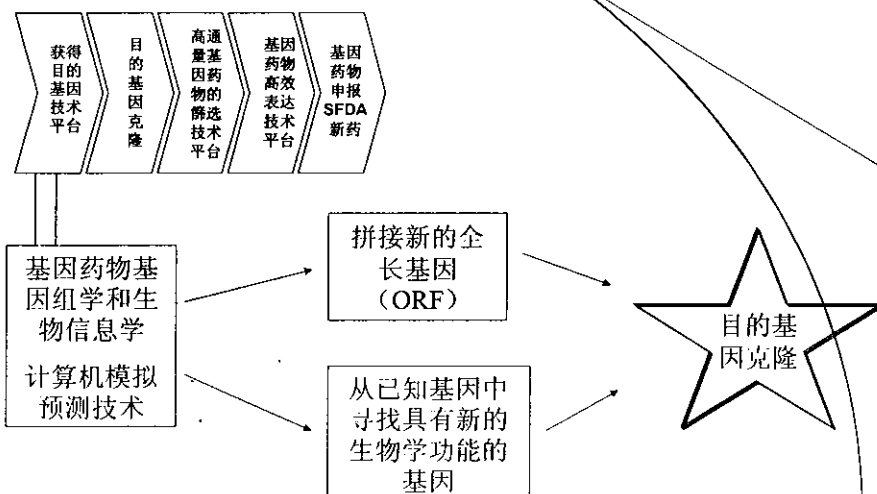 获得
目的
基因
技术
平台
目
的
基
因
克
隆
高通
量基
因药
物的
筛选
技术
平台
基因
药物
高效
表达
技术
平台
基因
药物
申报
SFDA
新药
基因药物基
因组学和生
物信息学
计算机模拟
预测技术
拼接新的全
长基因
（ORF）
从已知基因中
寻找具有新的
生物学功能的
基因
目的基
因克隆